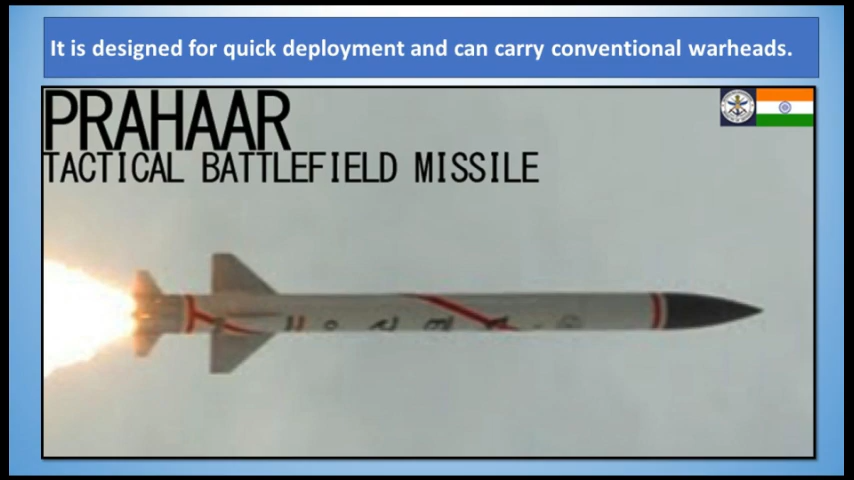 It is designed for quick deployment and can carry conventional warheads.
PRAHAAR
TACTICAL BATTLEFIELD MISSILE